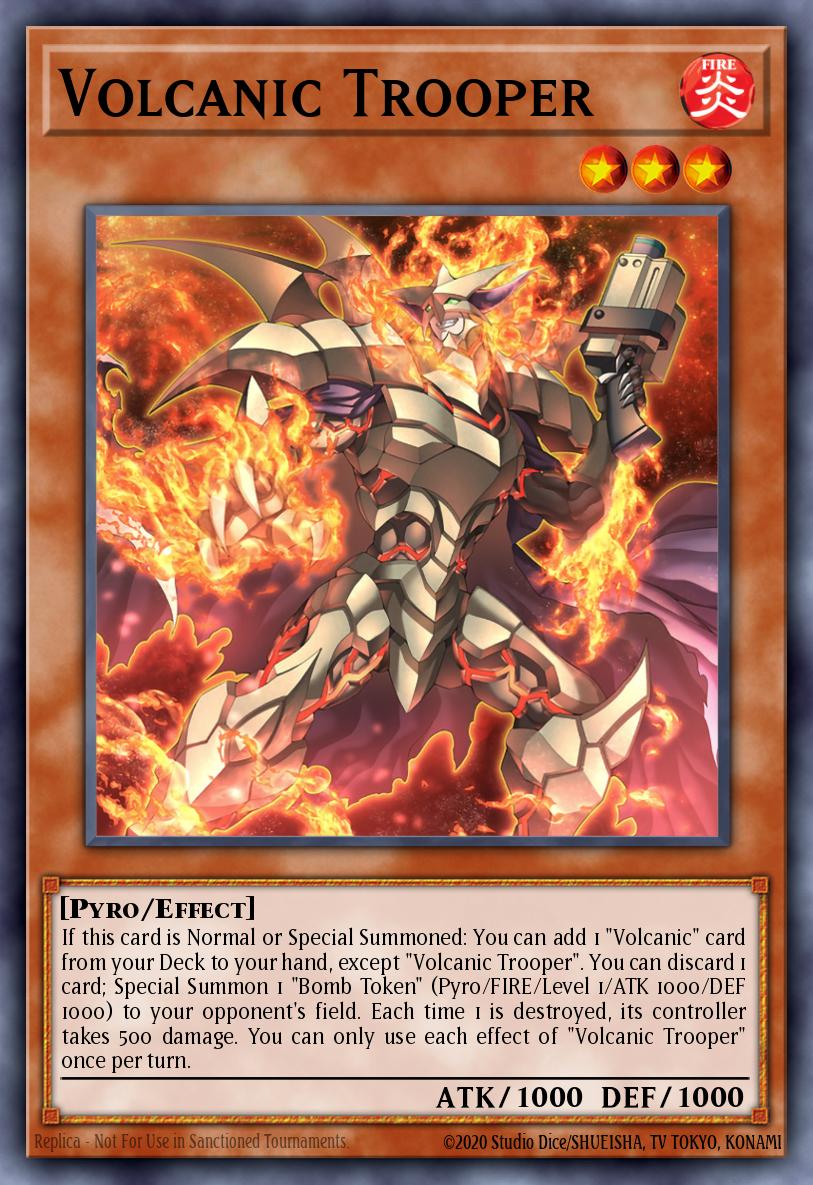 Volcanic Trooper
FIRE
炎
[Pyro/Effect]
If this card is Normal or Special Summoned: You can add 1 "Volcanic" card
from your Deck to your hand, except "Volcanic Trooper". You can discard 1
card; Special Summon 1 "Bomb Token" (Pyro/FIRE/Level 1/ATK 1000/DEF
1000) to your opponent's field. Each time 1 is destroyed, its controller
takes 500 damage. You can only use each effect of "Volcanic Trooper"
once per turn.
ATK/1000 DEF/1000
Replica - Not For Use in Sanctioned Tournaments. ©2020 Studio Dice/SHUEISHA, TV TOKYO, KONAMI